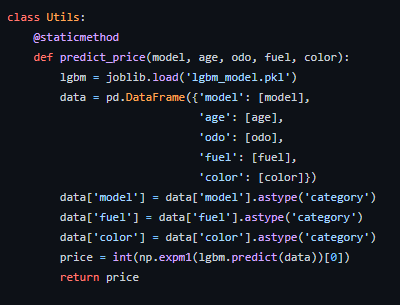 class Utils:
    @staticmethod
    def predict_price(model, age, odo, fuel, color):
        lgbm = joblib.load('lgbm_model.pkl')
        data = pd.DataFrame({'model': [model],
                             'age': [age],
                             'odo': [odo],
                             'fuel': [fuel],
                             'color': [color]})
        data['model'] = data['model'].astype('category')
        data['fuel'] = data['fuel'].astype('category')
        data['color'] = data['color'].astype('category')
        price = int(np.expm1(lgbm.predict(data))[0])
        return price